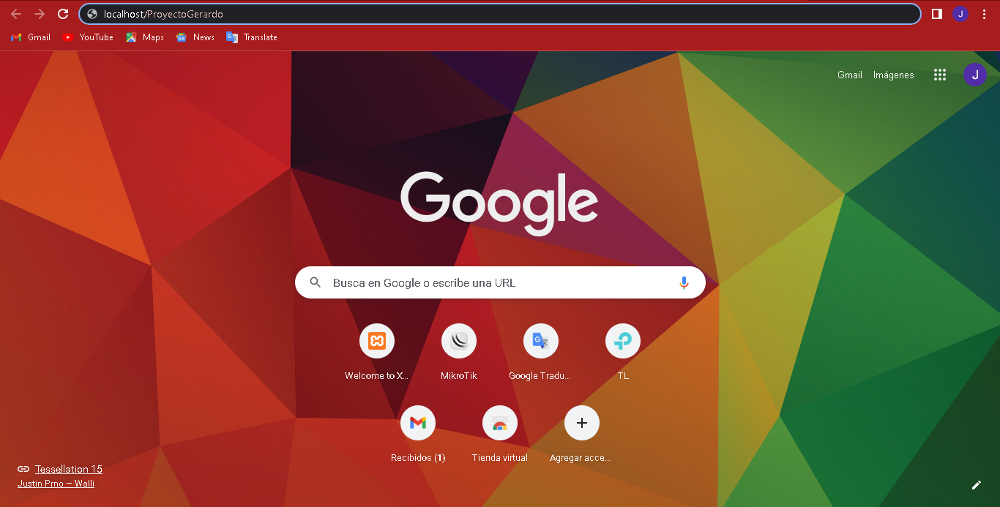 localhost/ProyectoGerardo
J
Gmail YouTube Maps News Translate
Gmail Imágenes J
Google
Busca en Google o escribe una URL
Welcome to X... MikroTik Google Tradu... TL
Recibidos (1) Tienda virtual Agregar acce...
Tessellation 15
Justin Prno – Walli